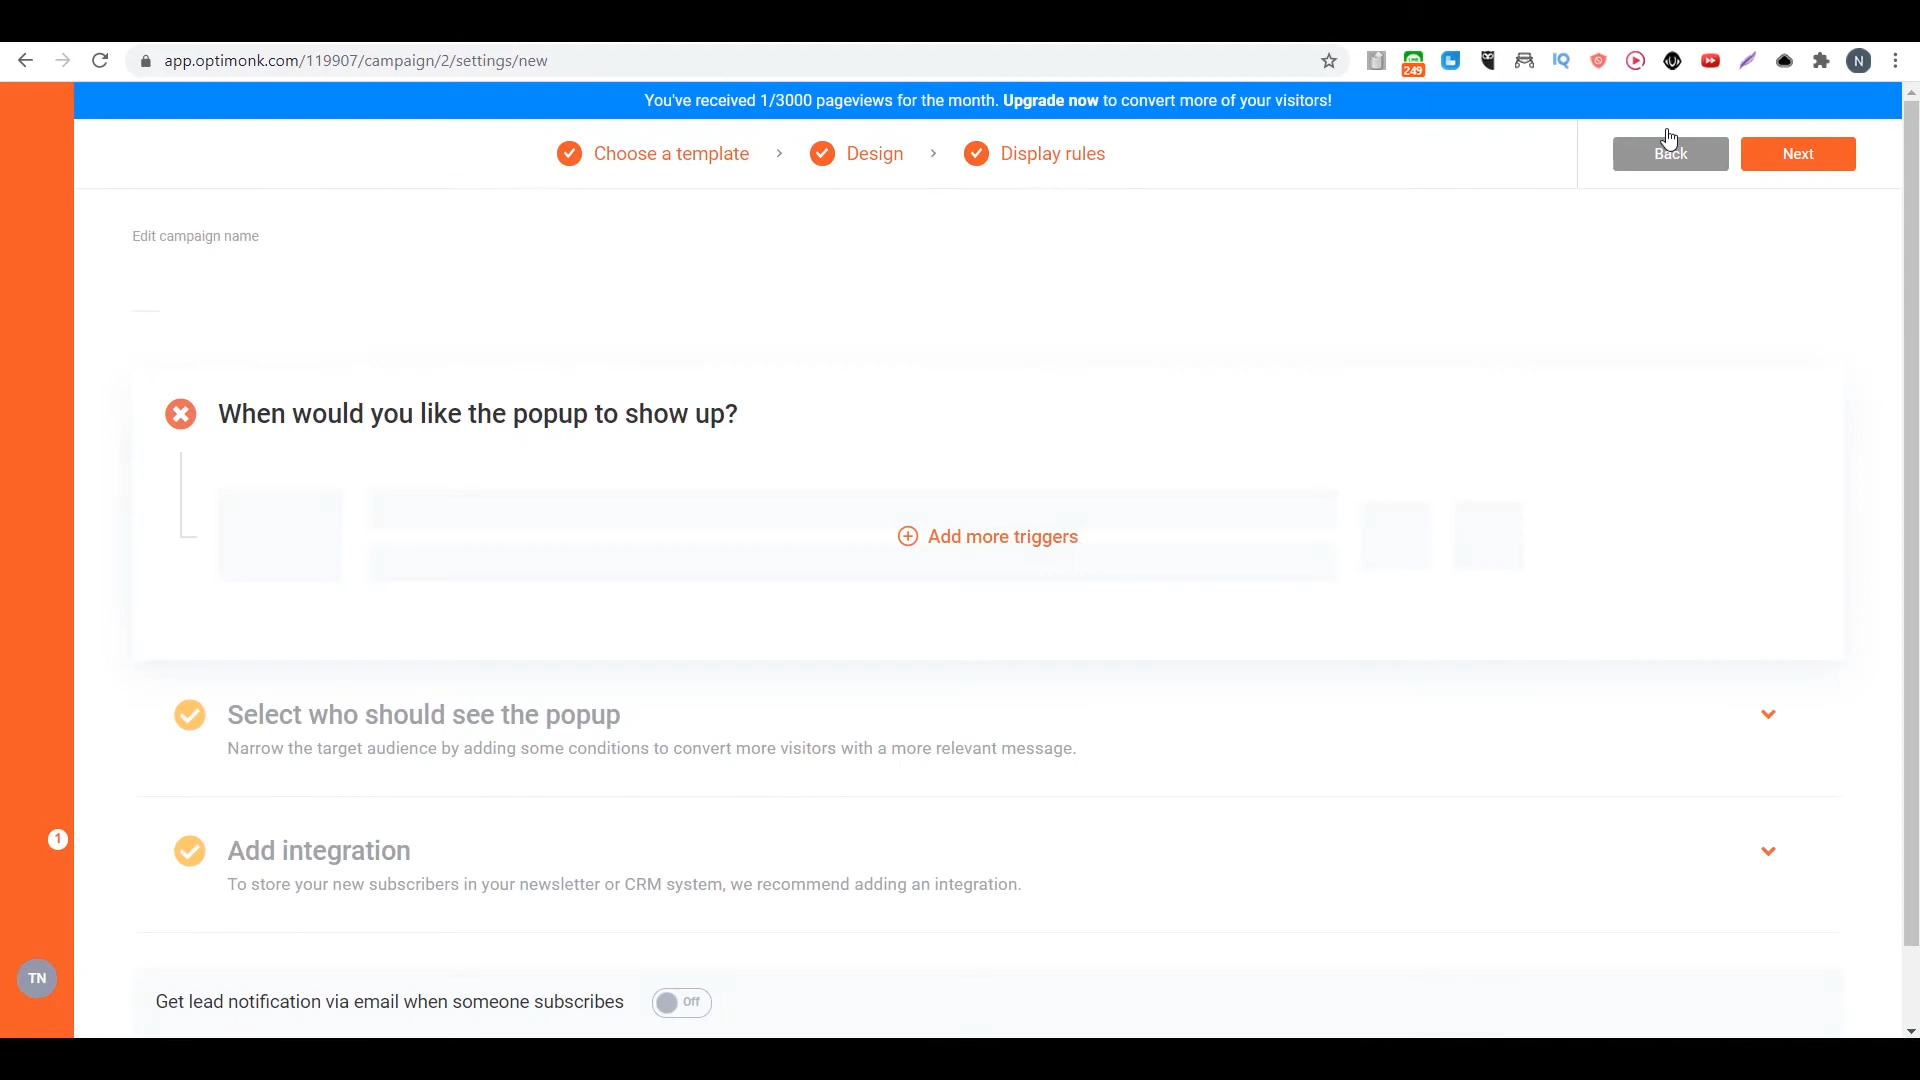 app.optimonk.com/119907/campaign/2/settings/new
249
N
You've received 1/3000 pageviews for the month. Upgrade now to convert more of your visitors!
Choose a template
Design
Display rules
Back
Next
Edit campaign name
When would you like the popup to show up?
Add more triggers
Select who should see the popup
Narrow the target audience by adding some conditions to convert more visitors with a more relevant message.
1
Add integration
To store your new subscribers in your newsletter or CRM system, we recommend adding an integration.
TN
Get lead notification via email when someone subscribes
Off